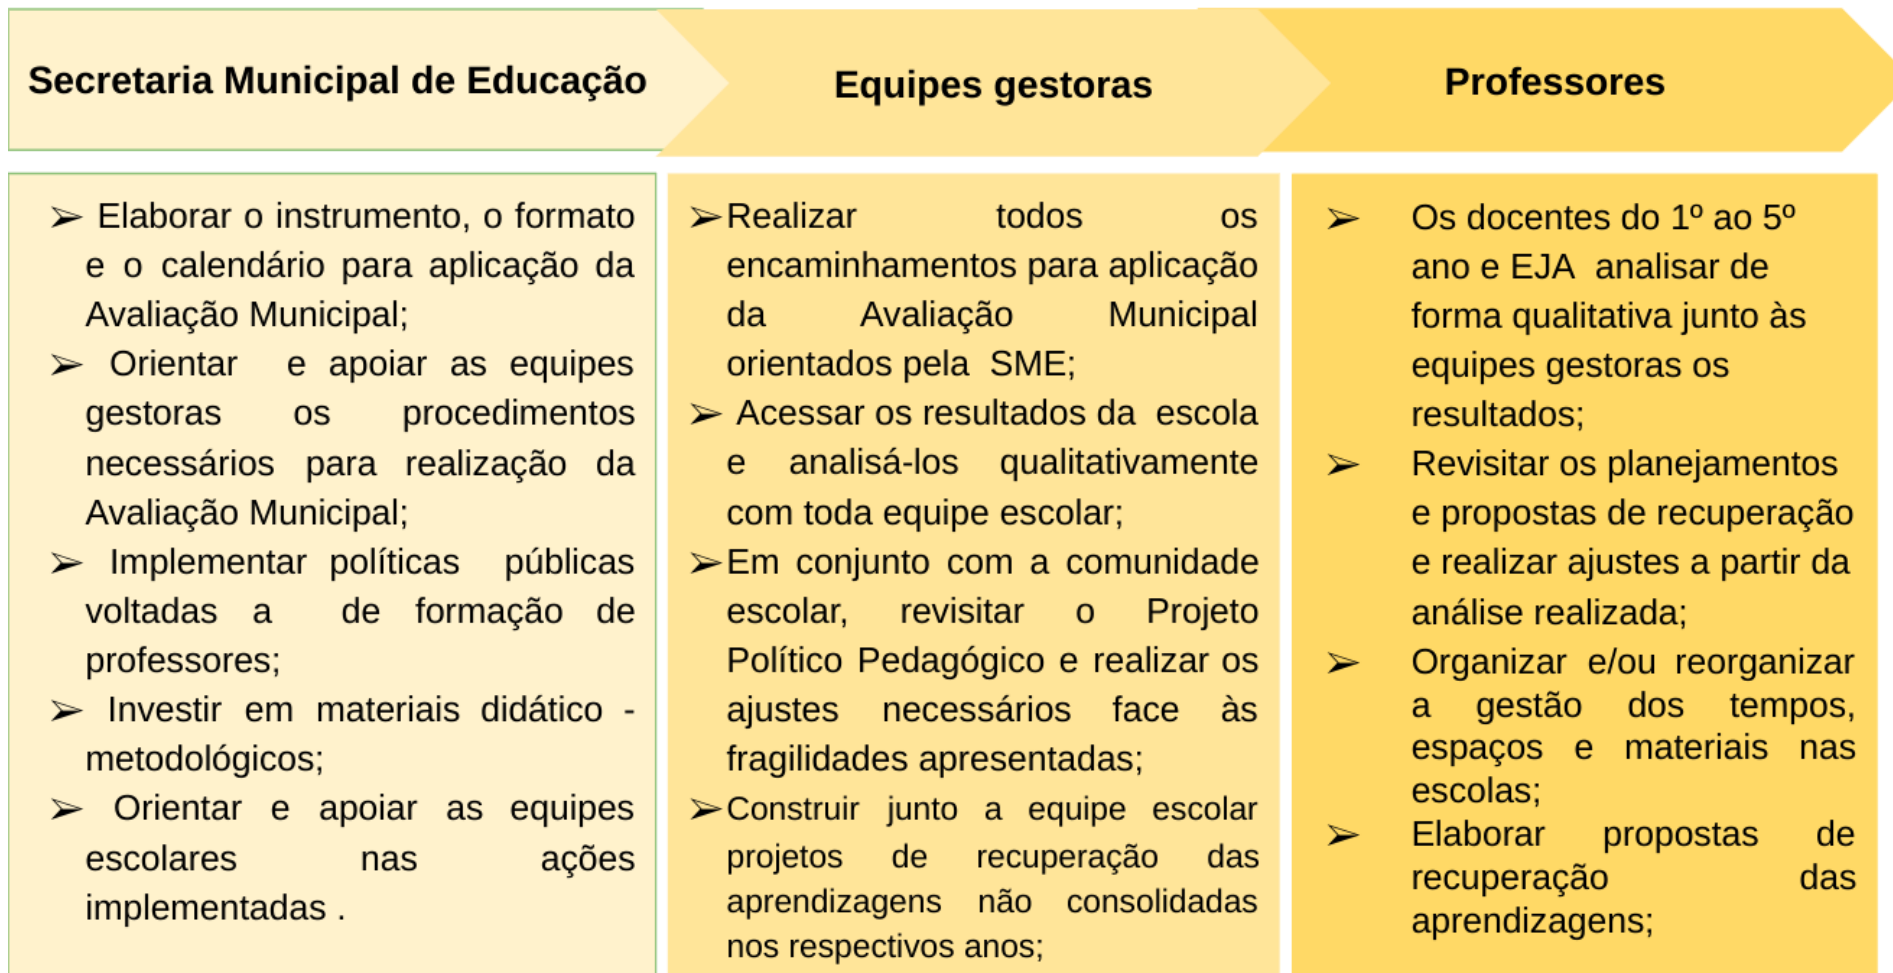 Secretaria Municipal de Educação
Equipes gestoras
Professores
➢ Elaborar o instrumento, o formato
e o calendário para aplicação da
Avaliação Municipal;
➢ Orientar e apoiar as equipes
gestoras os procedimentos
necessários para realização da
Avaliação Municipal;
➢ Implementar políticas públicas
voltadas a de formação de
professores;
➢ Investir em materiais didático -
metodológicos;
➢ Orientar e apoiar as equipes
escolares nas ações
implementadas .
➢Realizar todos os
encaminhamentos para aplicação
da Avaliação Municipal
orientados pela SME;
➢ Acessar os resultados da escola
e analisá-los qualitativamente
com toda equipe escolar;
➢Em conjunto com a comunidade
escolar, revisitar o Projeto
Político Pedagógico e realizar os
ajustes necessários face às
fragilidades apresentadas;
➢Construir junto a equipe escolar
projetos de recuperação das
aprendizagens não consolidadas
nos respectivos anos;
➢ Os docentes do 1º ao 5º
ano e EJA analisar de
forma qualitativa junto às
equipes gestoras os
resultados;
➢ Revisitar os planejamentos
e propostas de recuperação
e realizar ajustes a partir da
análise realizada;
➢ Organizar e/ou reorganizar
a gestão dos tempos,
espaços e materiais nas
escolas;
➢ Elaborar propostas de
recuperação das
aprendizagens;